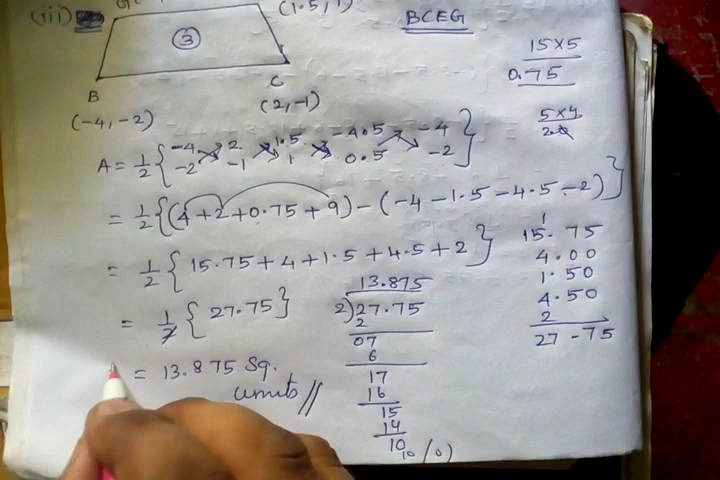 (iii)
(1.5,1)
BCEG
③
B
C
(-4,-2)
(2,-1)
15×5
0.75
5×4
A = 1/2 { -4 2 1.5 -4.5 -4 }
-2 -1 1 0.5 -2
= 1/2 {(4+2+0.75+9)-(-4-1.5-4.5-2)}
= 1/2 { 15.75+4+1.5+4.5+2 }
= 1/2 { 27.75 }
= 13.875 Sq.
units //
13.875
2)27.75
2
07
6
17
16
15
14
10
10
(0)
1
15.75
4.00
1.50
4.50
2
27-75